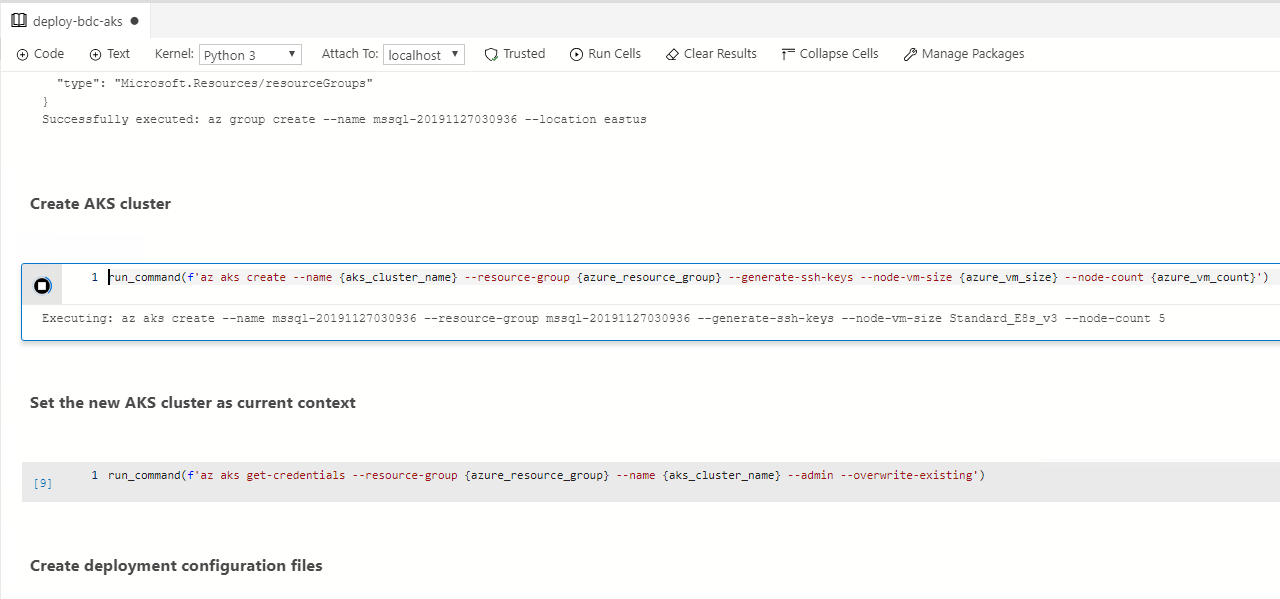 deploy-bdc-aks
Code Text Kernel: Python 3 Attach To: localhost Trusted Run Cells Clear Results Collapse Cells Manage Packages
"type": "Microsoft.Resources/resourceGroups"
}
Successfully executed: az group create --name mssql-20191127030936 --location eastus
Create AKS cluster
1 run_command(f'az aks create --name {aks_cluster_name} --resource-group {azure_resource_group} --generate-ssh-keys --node-vm-size {azure_vm_size} --node-count {azure_vm_count}')
Executing: az aks create --name mssql-20191127030936 --resource-group mssql-20191127030936 --generate-ssh-keys --node-vm-size Standard_E8s_v3 --node-count 5
Set the new AKS cluster as current context
[9] 1 run_command(f'az aks get-credentials --resource-group {azure_resource_group} --name {aks_cluster_name} --admin --overwrite-existing')
Create deployment configuration files